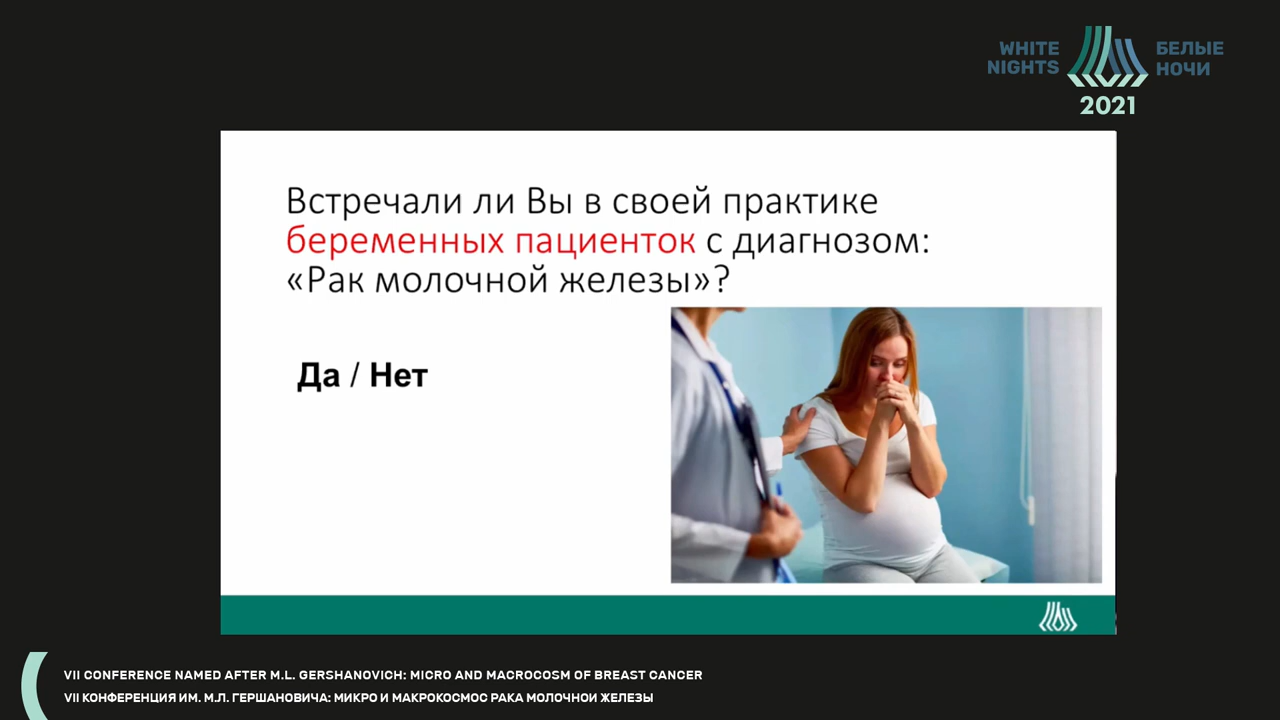 WHITE NIGHTS
БЕЛЫЕ НОЧИ
2021
Встречали ли Вы в своей практике
беременных пациенток с диагнозом:
«Рак молочной железы»?
Да / Нет
VII CONFERENCE NAMED AFTER M.L. GERSHANOVICH: MICRO AND MACROCOSM OF BREAST CANCER
VII КОНФЕРЕНЦИЯ ИМ. М.Л. ГЕРШАНОВИЧА: МИКРО И МАКРОКОСМОС РАКА МОЛОЧНОИ ЖЕЛЕЗЫ